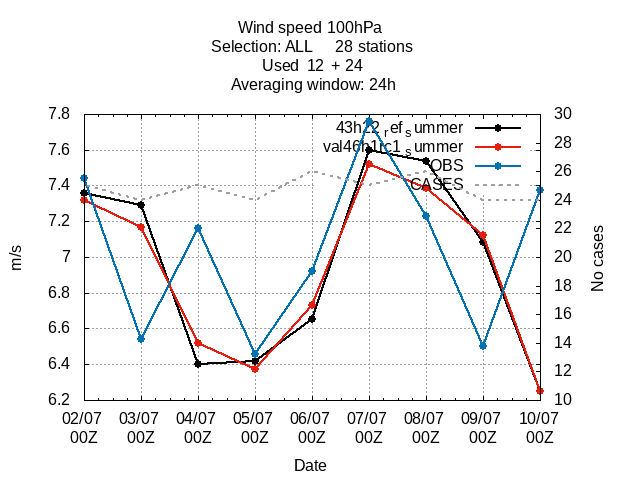 Wind speed 100hPa
Selection: ALL 28 stations
Used 12 + 24
Averaging window: 24h
7.8
7.6
7.4
7.2
7
6.8
6.6
6.4
6.2
m/s
43h22_ref_summer
val46h1rc1_summer
OBS
CASES
30
28
26
24
22
20
18
16
14
12
10
No cases
02/07 03/07 04/07 05/07 06/07 07/07 08/07 09/07 10/07
00Z 00Z 00Z 00Z 00Z 00Z 00Z 00Z 00Z
Date